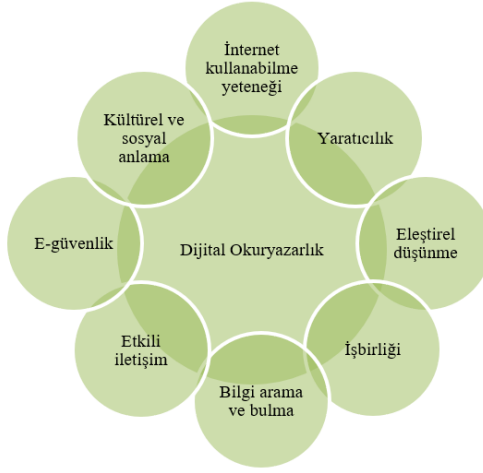 İnternet
kullanabilme
yeteneği
Yaratıcılık
Eleştirel
düşünme
İşbirliği
Bilgi arama
ve bulma
Etkili
iletişim
E-güvenlik
Kültürel ve
sosyal
anlama
Dijital Okuryazarlık